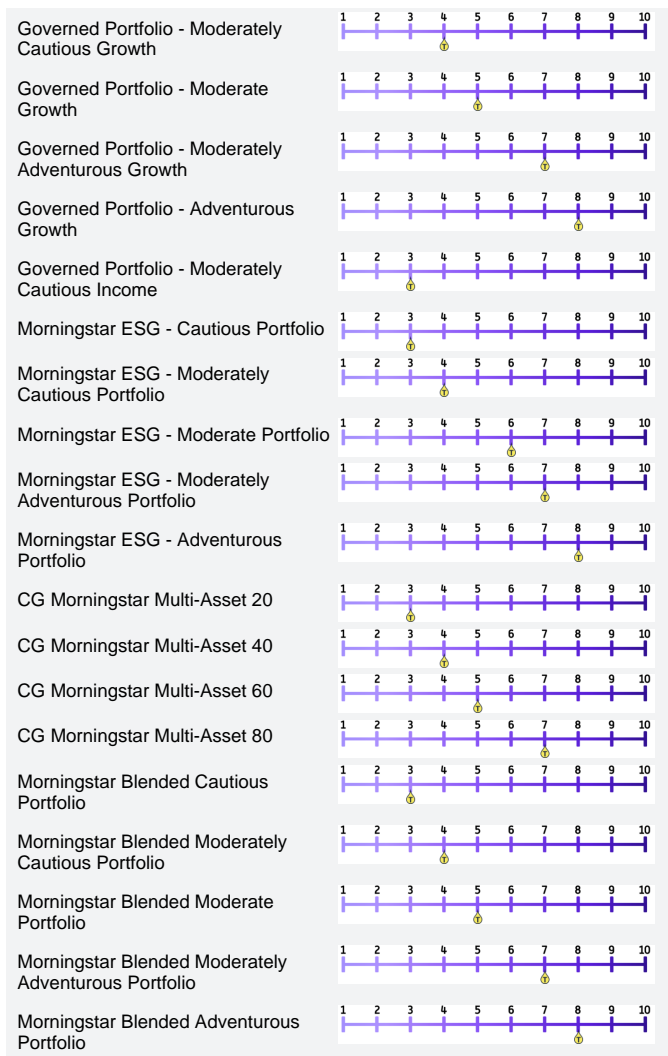 1 2 3 4 5 6 7 8 9 10
Governed Portfolio - Moderately
Cautious Growth
T
1 2 3 4 5 6 7 8 9 10
Governed Portfolio - Moderate
Growth
T
1 2 3 4 5 6 7 8 9 10
Governed Portfolio - Moderately
Adventurous Growth
T
1 2 3 4 5 6 7 8 9 10
Governed Portfolio - Adventurous
Growth
T
1 2 3 4 5 6 7 8 9 10
Governed Portfolio - Moderately
Cautious Income
T
1 2 3 4 5 6 7 8 9 10
Morningstar ESG - Cautious Portfolio
T
1 2 3 4 5 6 7 8 9 10
Morningstar ESG - Moderately
Cautious Portfolio
T
1 2 3 4 5 6 7 8 9 10
Morningstar ESG - Moderate Portfolio
T
1 2 3 4 5 6 7 8 9 10
Morningstar ESG - Moderately
Adventurous Portfolio
T
1 2 3 4 5 6 7 8 9 10
Morningstar ESG - Adventurous
Portfolio
T
1 2 3 4 5 6 7 8 9 10
CG Morningstar Multi-Asset 20
T
1 2 3 4 5 6 7 8 9 10
CG Morningstar Multi-Asset 40
T
1 2 3 4 5 6 7 8 9 10
CG Morningstar Multi-Asset 60
T
1 2 3 4 5 6 7 8 9 10
CG Morningstar Multi-Asset 80
T
1 2 3 4 5 6 7 8 9 10
Morningstar Blended Cautious
Portfolio
T
1 2 3 4 5 6 7 8 9 10
Morningstar Blended Moderately
Cautious Portfolio
T
1 2 3 4 5 6 7 8 9 10
Morningstar Blended Moderate
Portfolio
T
1 2 3 4 5 6 7 8 9 10
Morningstar Blended Moderately
Adventurous Portfolio
T
1 2 3 4 5 6 7 8 9 10
Morningstar Blended Adventurous
Portfolio
T